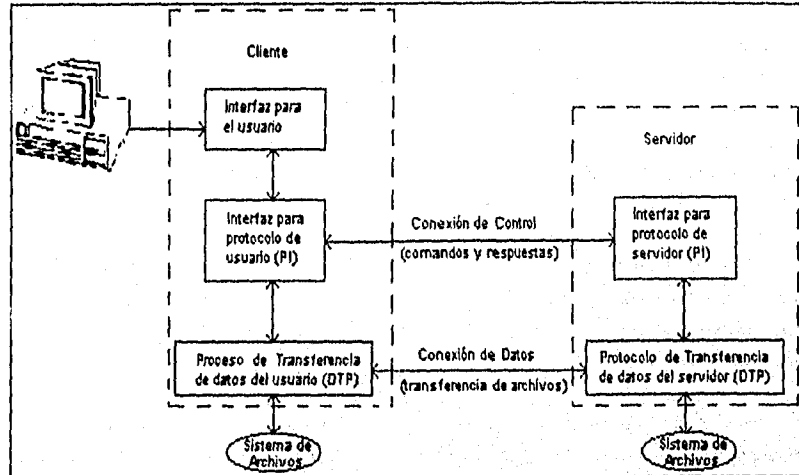 Cliente
Interfaz para
el usuario
Servidor
Interfaz para
protocolo de
usuario (PI)
Conexión de Control
(comandos y respuestas)
Interfaz para
protocolo de
servidor (PI)
Proceso de Transferencia
de datos del usuario (DTP)
Conexión de Datos
(transferencia de archivos)
Protocolo de Transferencia
de datos del servidor (DTP)
Sistema de
Archivos
Sistema de
Archivos